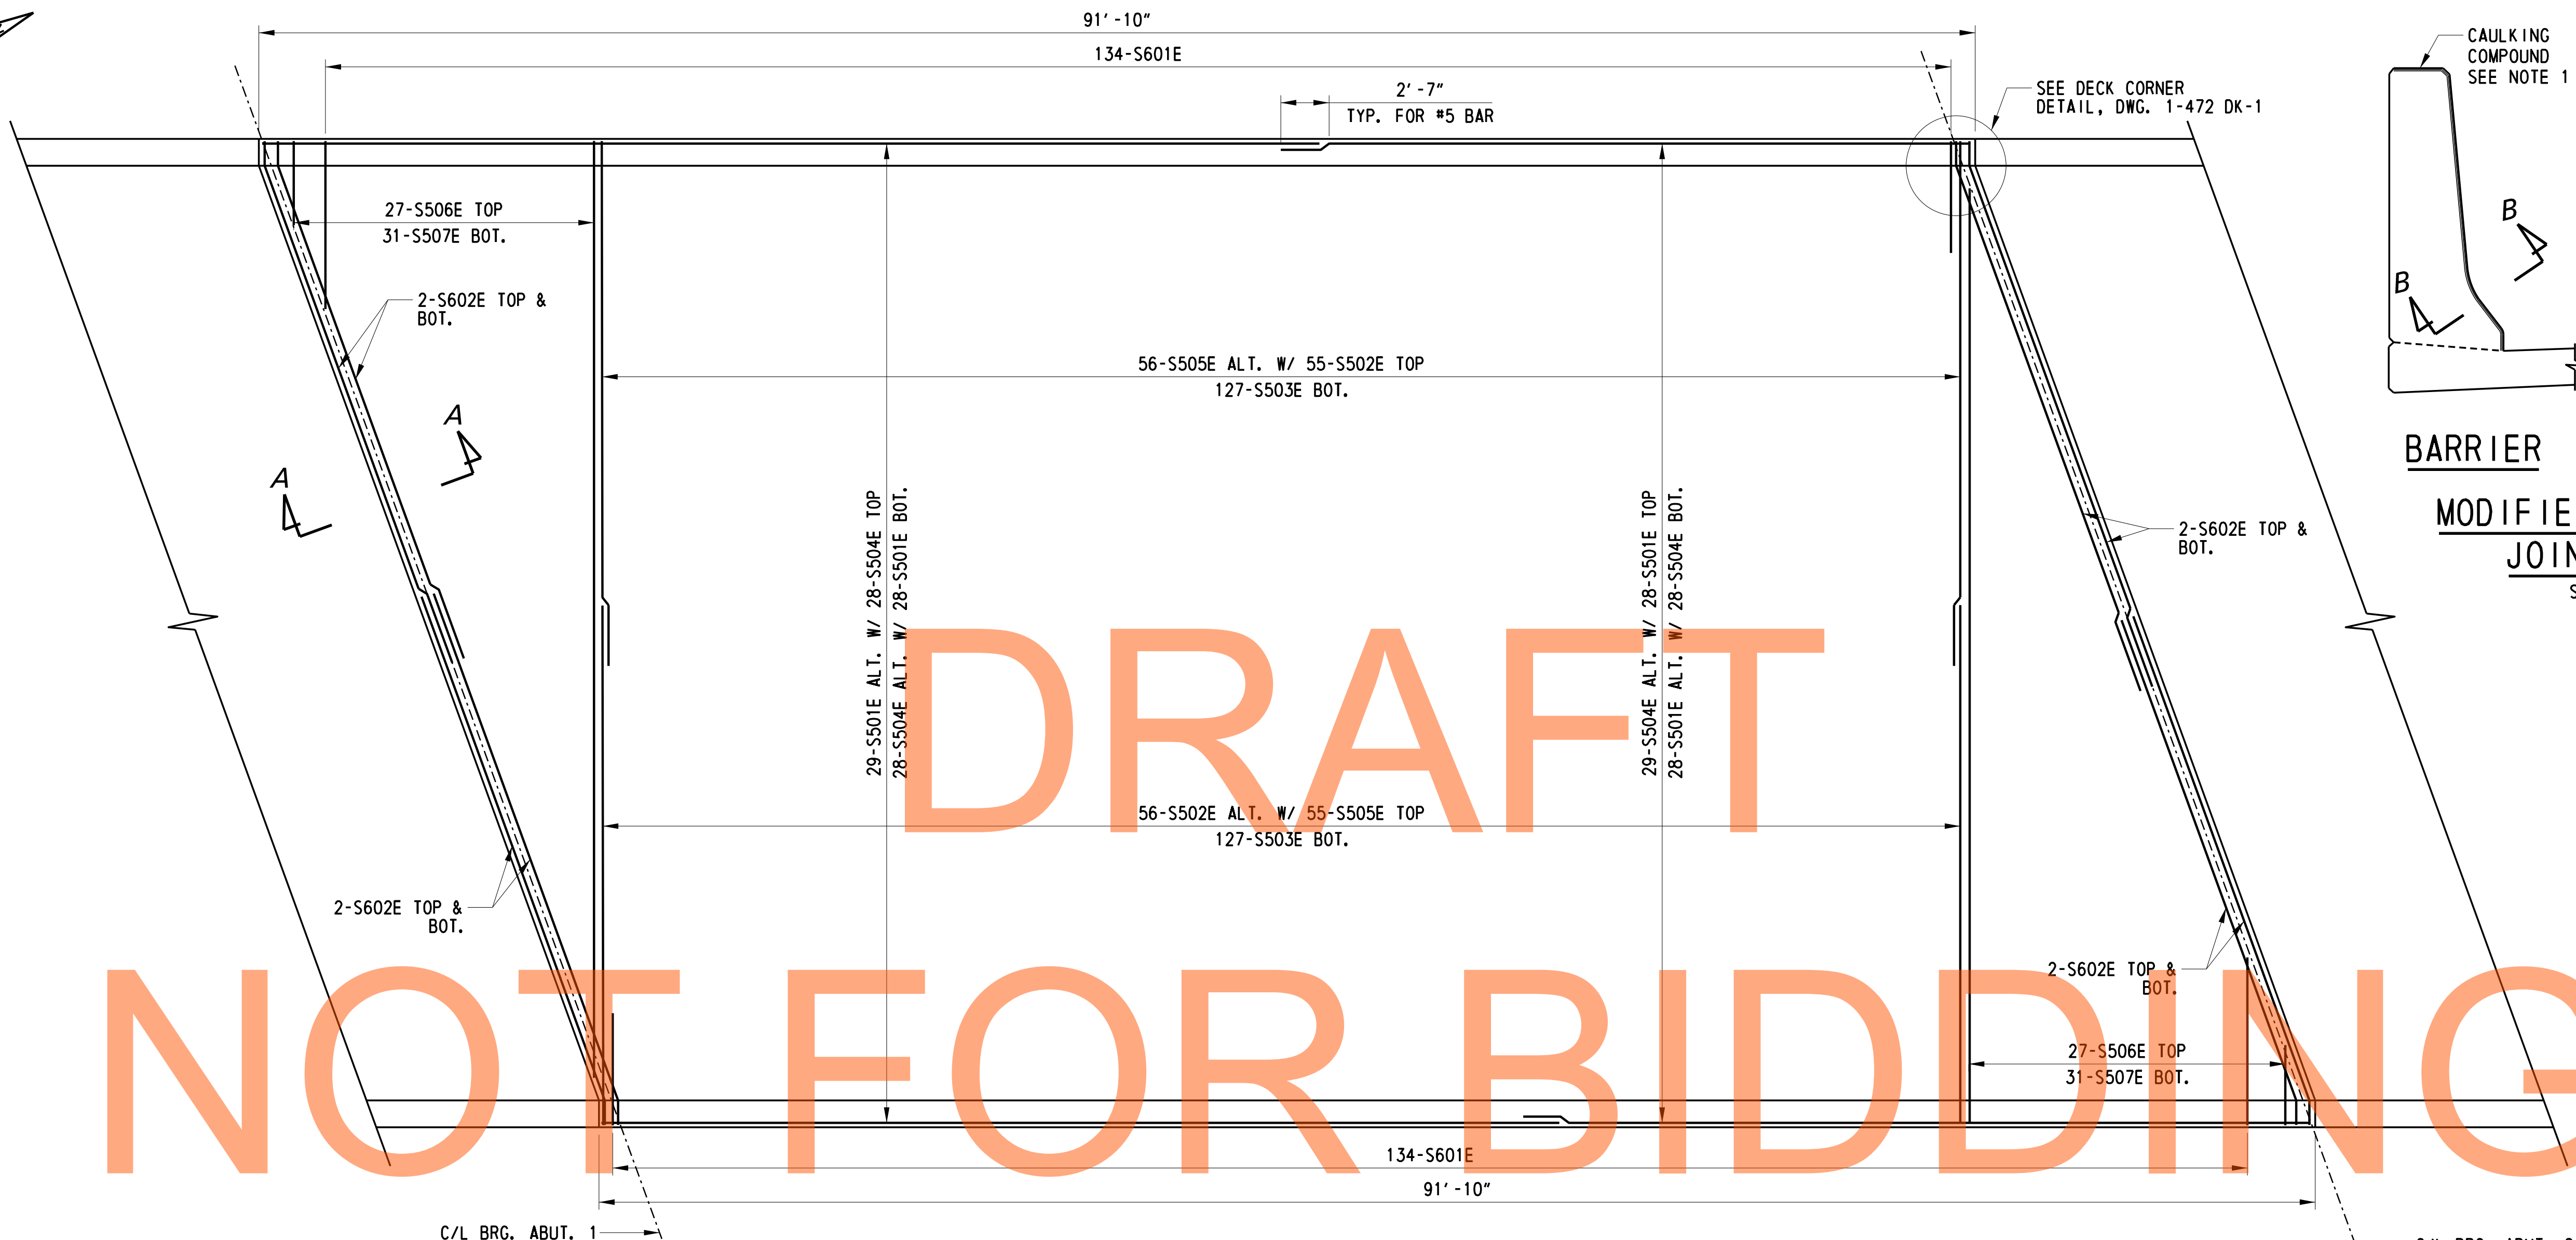 91'-10"
134-S601E
2'-7"
TYP. FOR #5 BAR
SEE DECK CORNER
DETAIL, DWG. 1-472 DK-1
CAULKING
COMPOUND
SEE NOTE 1
27-S506E TOP
31-S507E BOT.
B
B
2-S602E TOP &
BOT.
56-S505E ALT. W/ 55-S502E TOP
127-S503E BOT.
A
A
BARRIER
29-S501E ALT. W/ 28-S504E TOP
28-S504E ALT. W/ 28-S501E BOT.
29-S504E ALT. W/ 28-S501E TOP
28-S501E ALT. W/ 28-S504E BOT.
MODIFIE
2-S602E TOP &
BOT.
JOIN
S
DRAFT
56-S502E ALT. W/ 55-S505E TOP
127-S503E BOT.
2-S602E TOP &
BOT.
2-S602E TOP &
BOT.
NOT FOR BIDDING
27-S506E TOP
31-S507E BOT.
134-S601E
91'-10"
C/L BRG. ABUT. 1